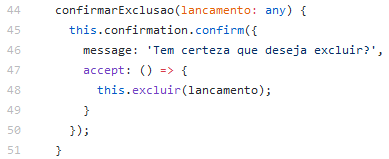 44 confirmarExclusao(lancamento: any) {
45 this.confirmation.confirm({
46 message: 'Tem certeza que deseja excluir?',
47 accept: () => {
48 this.excluir(lancamento);
49 }
50 });
51 }